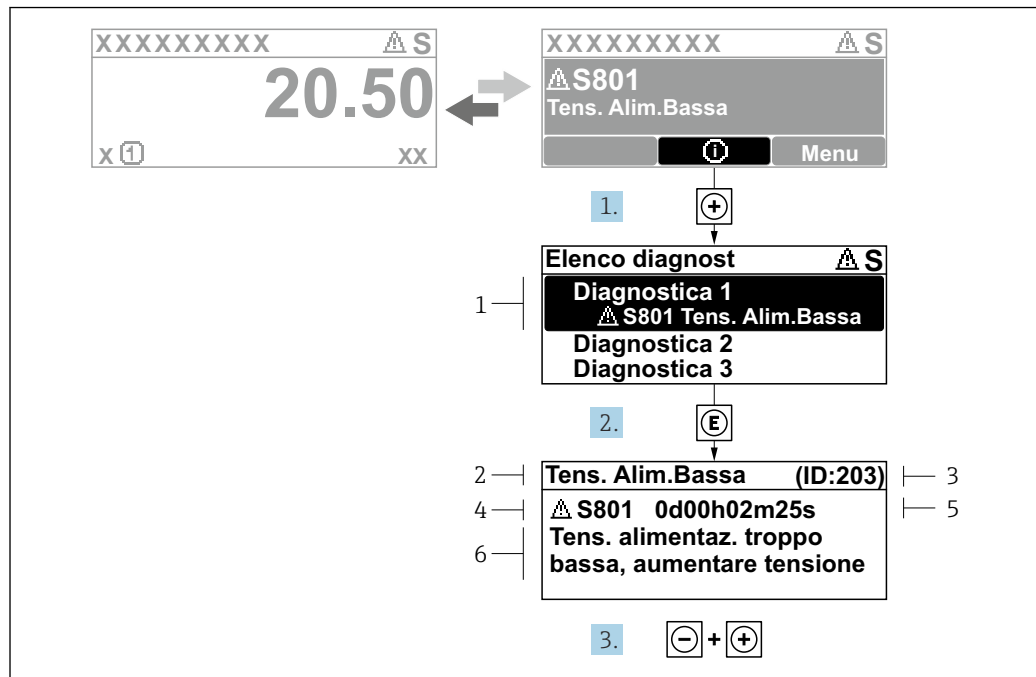 XXXXXXXXX ⚠ S
20.50
X ① XX
XXXXXXXXX ⚠ S
⚠ S801
Tens. Alim.Bassa
ⓘ Menu
1. +
Elenco diagnost ⚠ S
1
Diagnostica 1
⚠ S801 Tens. Alim.Bassa
Diagnostica 2
Diagnostica 3
2. E
2 Tens. Alim.Bassa (ID:203) 3
4 ⚠ S801 0d00h02m25s 5
6 Tens. alimentaz. troppo
bassa, aumentare tensione
3. - + +